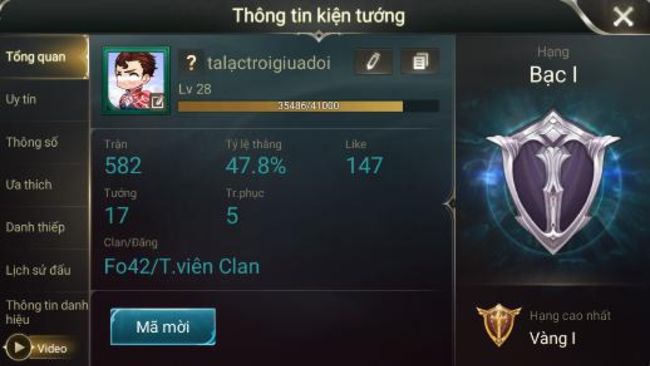 Thông tin kiện tướng
Tổng quan
Uy tín
Thông số
Ưa thích
Danh thiếp
Lịch sử đấu
Thông tin danh
hiệu
Video
? talạctroigiuadoi
Lv 28
35486/41000
Trận Tỷ lệ thắng Like
582 47.8% 147
Tướng Tr.phục
17 5
Clan/Đảng
Fo42/T.viên Clan
Mã mời
Hạng
Bạc I
Hạng cao nhất
Vàng I